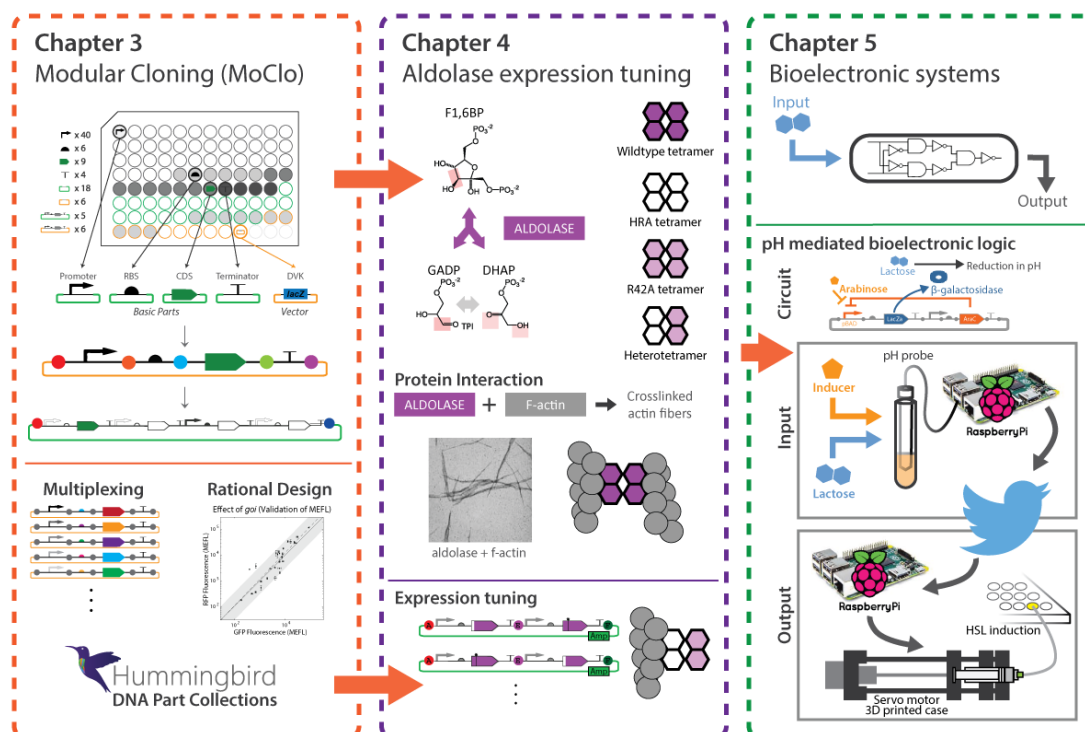 Chapter 3
Modular Cloning (MoClo)
x 40
x 6
x 9
x 4
x 18
x 6
x 5
x 6
Promoter
RBS
CDS
Terminator
DVK
lacZ
Basic Parts
Vector
Multiplexing
Rational Design
Effect of goi (Validation of MEFL)
RFP Fluorescence (MEFL)
GFP Fluorescence (MEFL)
Hummingbird
DNA Part Collections
Chapter 4
Aldolase expression tuning
F1,6BP
PO₃⁻²
O
HO
O
O
O-PO₃⁻²
HO
OH
ALDOLASE
GADP
DHAP
PO₃⁻²
PO₃⁻²
O
O
HO
O
O
OH
TPI
Wildtype tetramer
HRA tetramer
R42A tetramer
Heterotetramer
Protein Interaction
ALDOLASE + F-actin
Crosslinked
actin fibers
aldolase + f-actin
Expression tuning
A
E
F
Amp
A
E
F
Amp
Chapter 5
Bioelectronic systems
Input
Output
pH mediated bioelectronic logic
Circuit
Lactose
Reduction in pH
Arabinose
β-galactosidase
pBAD
LacZα
AraC
Input
pH probe
Inducer
Lactose
RaspberryPi
Output
RaspberryPi
HSL induction
Servo motor
3D printed case